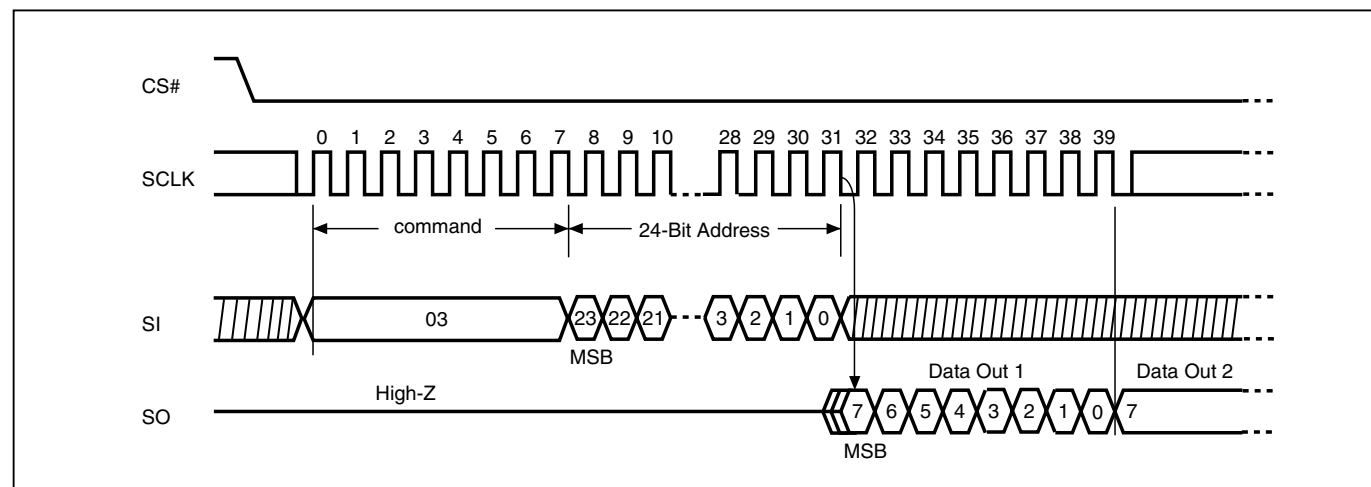 CS#
0 1 2 3 4 5 6 7 8 9 10 28 29 30 31 32 33 34 35 36 37 38 39
SCLK
command 24-Bit Address
SI 03 23 22 21 3 2 1 0
MSB
Data Out 1 Data Out 2
High-Z
SO 7 6 5 4 3 2 1 0 7
MSB